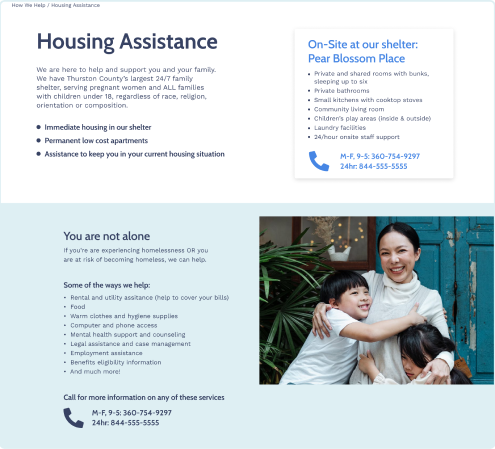 How We Help / Housing Assistance
Housing Assistance
We are here to help and support you and your family.
We have Thurston County's largest 24/7 family
shelter, serving pregnant women and ALL families
with children under 18, regardless of race, religion,
orientation or composition.
• Immediate housing in our shelter
• Permanent low cost apartments
• Assistance to keep you in your current housing situation
On-Site at our shelter:
Pear Blossom Place
• Private and shared rooms with bunks,
sleeping up to six
• Private bathrooms
• Small kitchens with cooktop stoves
• Community living room
• Children's play areas (inside & outside)
• Laundry facilities
• 24/hour onsite staff support
M-F, 9-5: 360-754-9297
24hr: 844-555-5555
You are not alone
If you're are experiencing homelessness OR you
are at risk of becoming homeless, we can help.
Some of the ways we help:
• Rental and utility assitance (help to cover your bills)
• Food
• Warm clothes and hygiene supplies
• Computer and phone access
• Mental health support and counseling
• Legal assistance and case management
• Employment assistance
• Benefits eligibility information
• And much more!
Call for more information on any of these services
M-F, 9-5: 360-754-9297
24hr: 844-555-5555